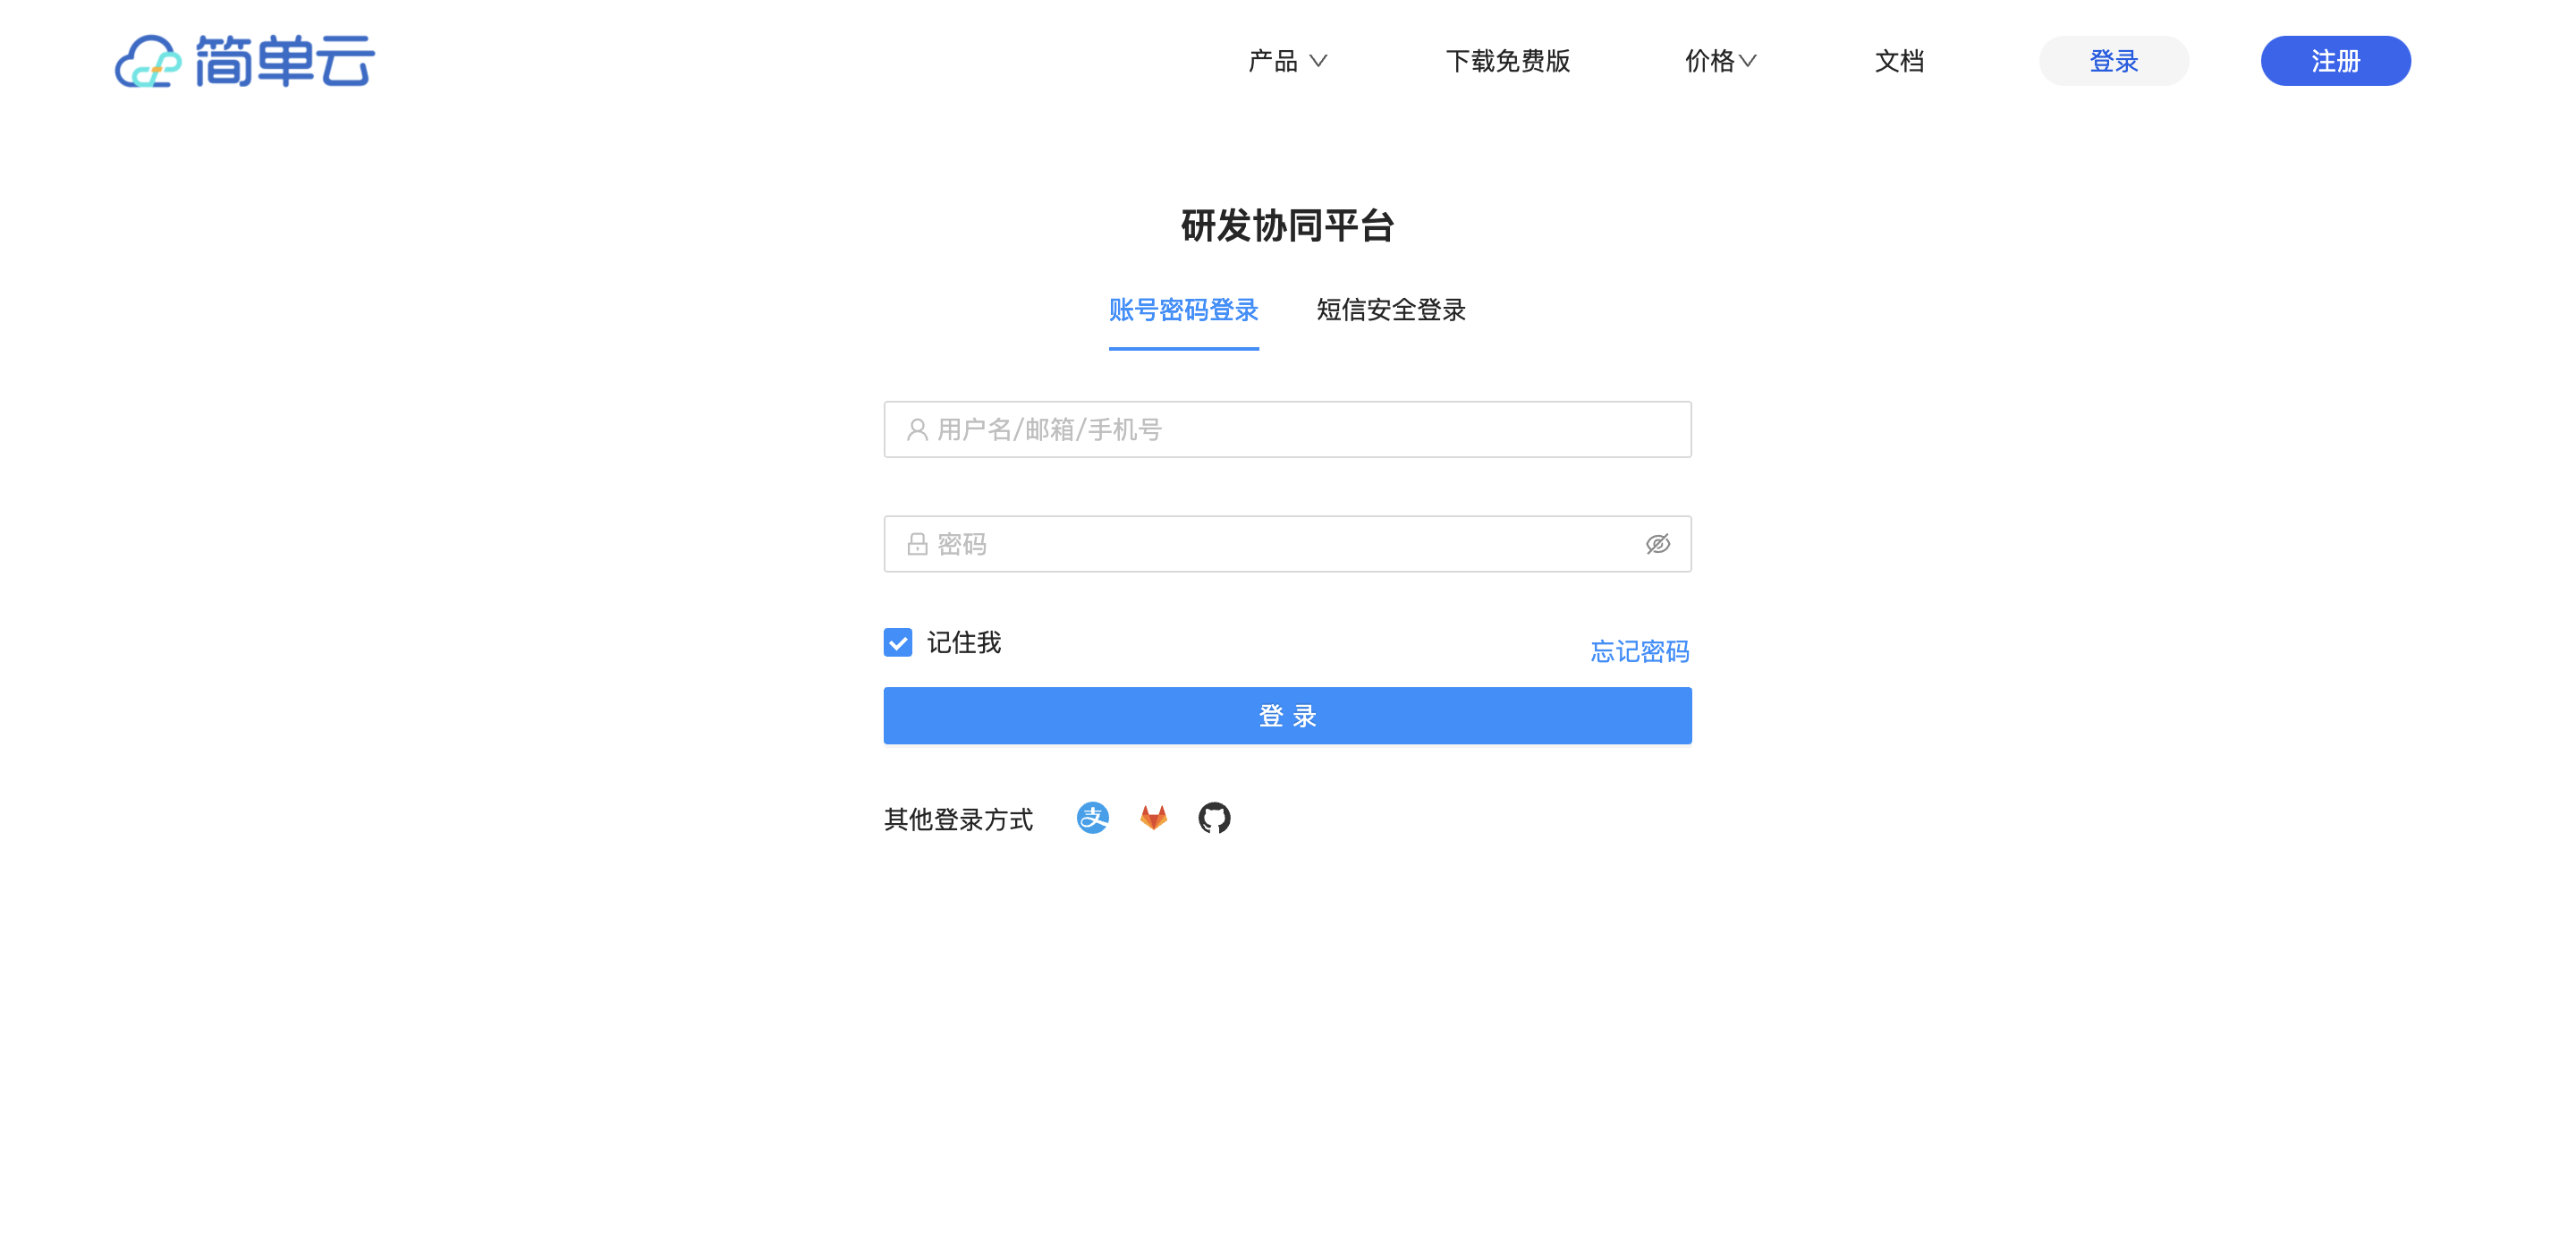 简单云
产品 下载免费版 价格 文档 登录 注册
研发协同平台
账号密码登录 短信安全登录
用户名/邮箱/手机号
密码
记住我 忘记密码
登 录
其他登录方式 支